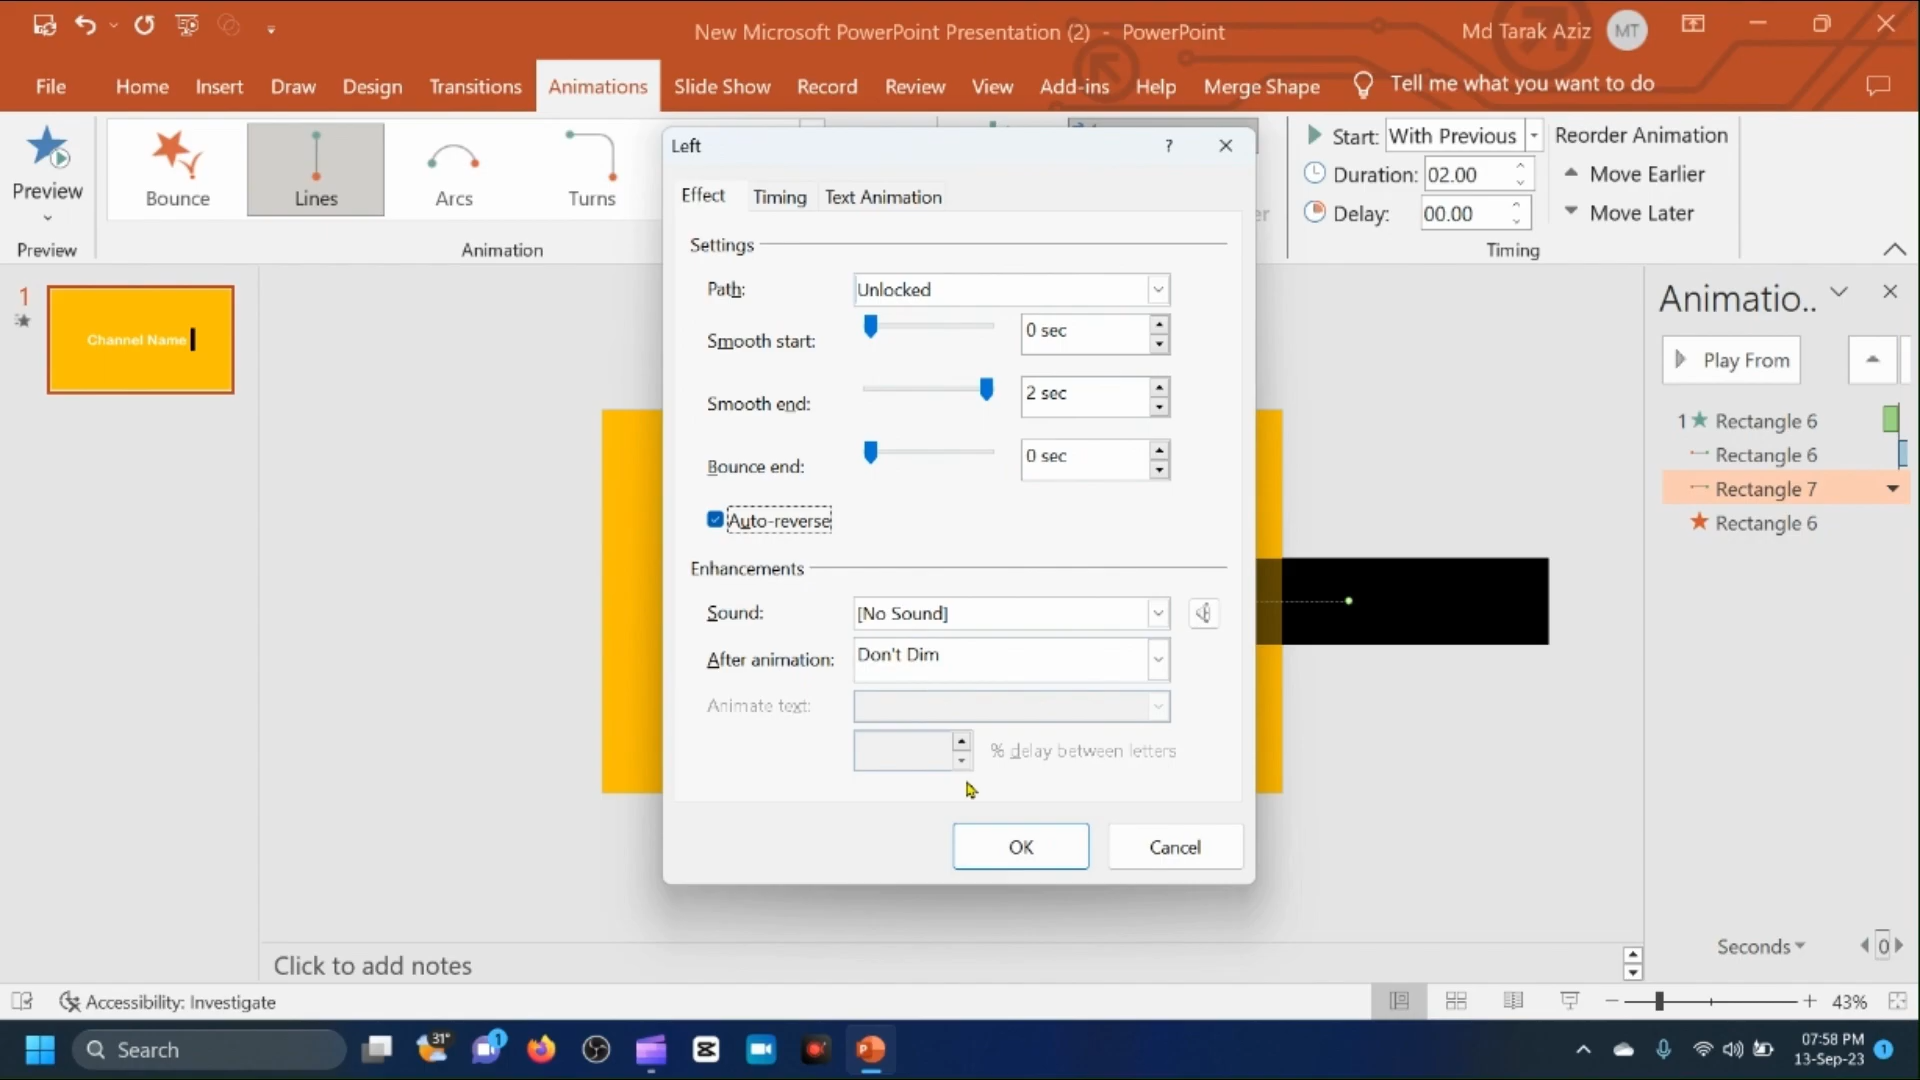 New Microsoft PowerPoint Presentation (2) - PowerPoint
Md Tarak Aziz
MT
File
Home
Insert
Draw
Design
Transitions
Animations
Slide Show
Record
Review
View
Add-ins
Help
Merge Shape
Tell me what you want to do
Preview
Preview
Bounce
Lines
Arcs
Turns
Animation
Start: With Previous
Duration: 02.00
Delay: 00.00
Timing
Reorder Animation
Move Earlier
Move Later
1
Channel Name
Left
?
Effect
Timing
Text Animation
Settings
Path: Unlocked
Smooth start: 0 sec
Smooth end: 2 sec
Bounce end: 0 sec
Auto-reverse
Enhancements
Sound: [No Sound]
After animation: Don't Dim
Animate text:
% delay between letters
OK
Cancel
Animatio..
Play From
1 Rectangle 6
Rectangle 6
Rectangle 7
Rectangle 6
Seconds
0
Click to add notes
Accessibility: Investigate
43%
Search
31°
1
07:58 PM
13-Sep-23
1